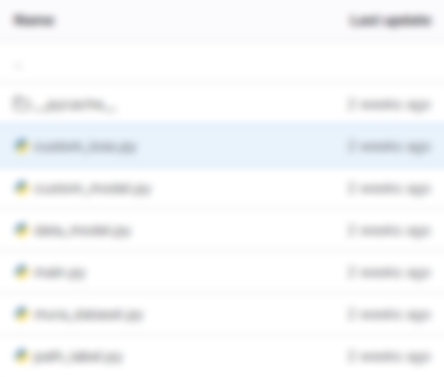 Name Last update
..
__pycache__ 2 weeks ago
custom_loss.py 2 weeks ago
custom_model.py 2 weeks ago
data_model.py 2 weeks ago
main.py 2 weeks ago
mura_dataset.py 2 weeks ago
path_label.py 2 weeks ago